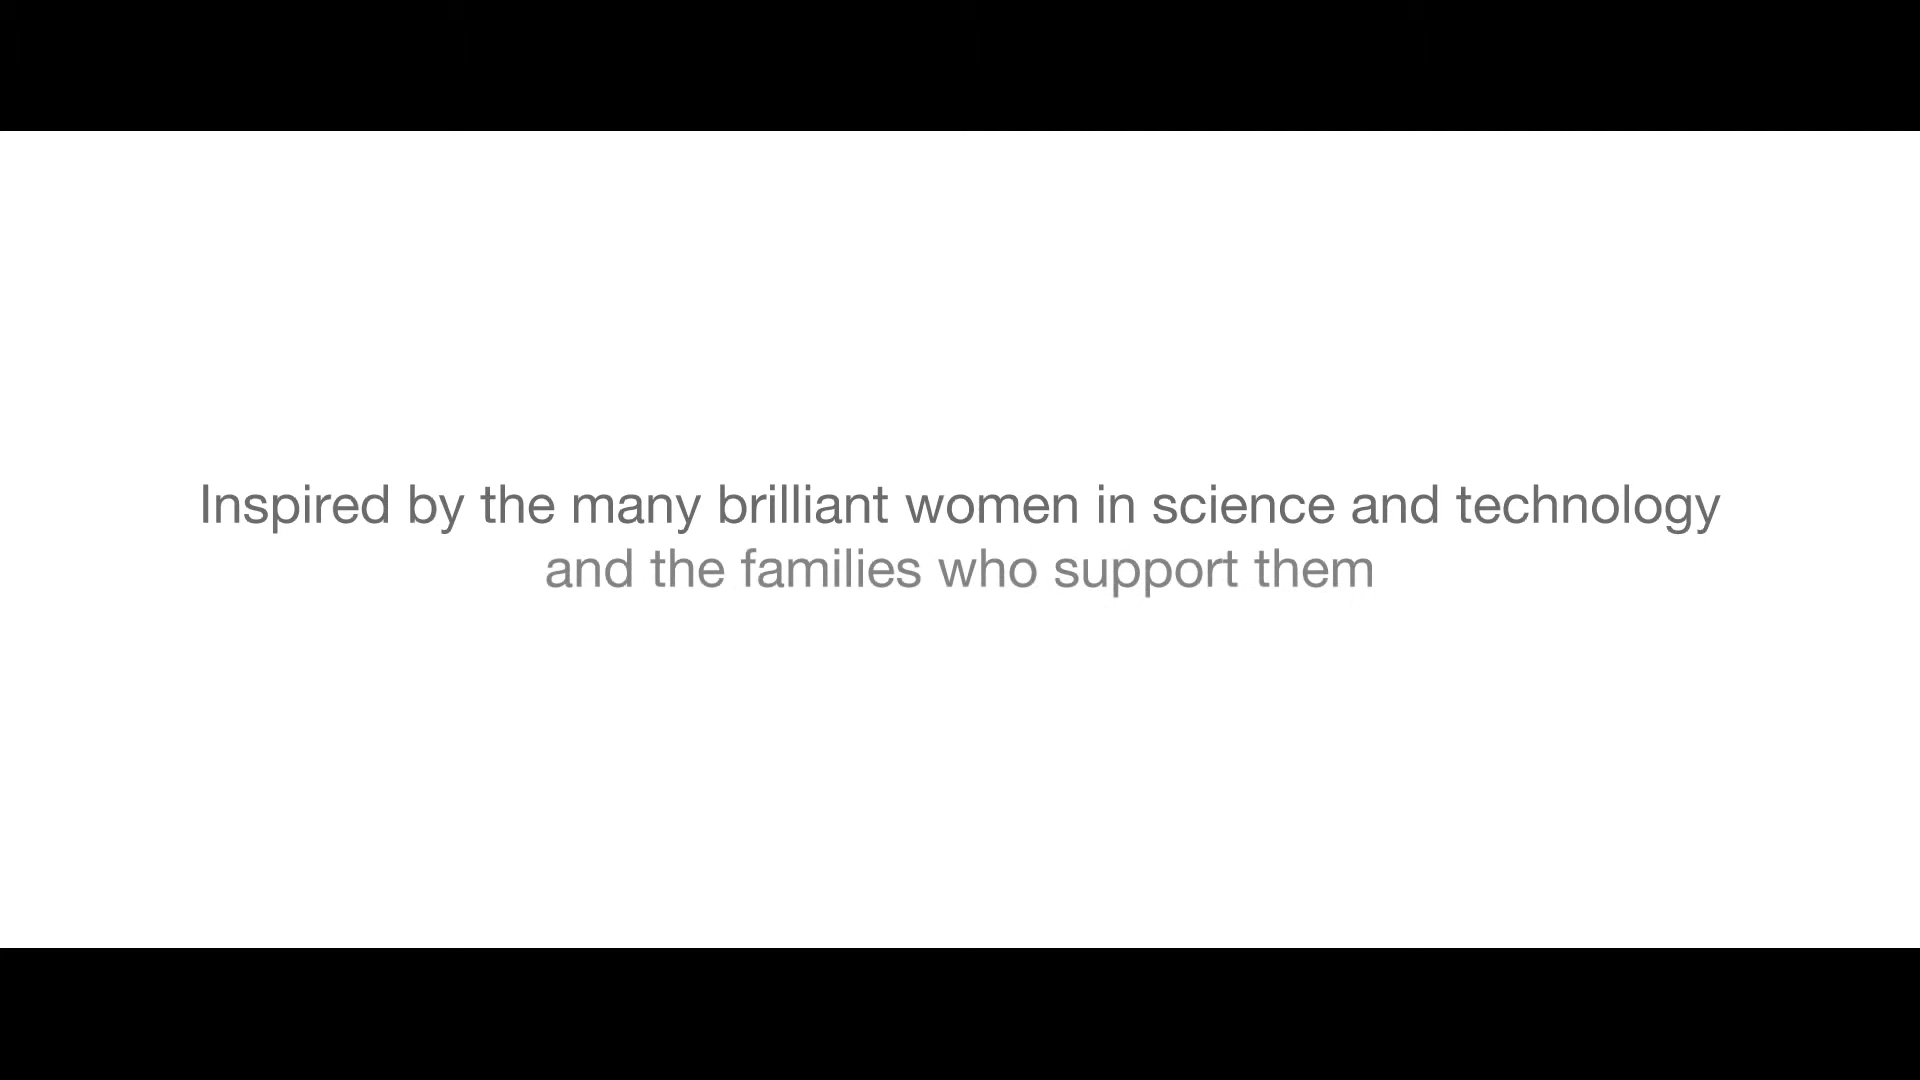 Inspired by the many brilliant women in science and technology
and the families who support them